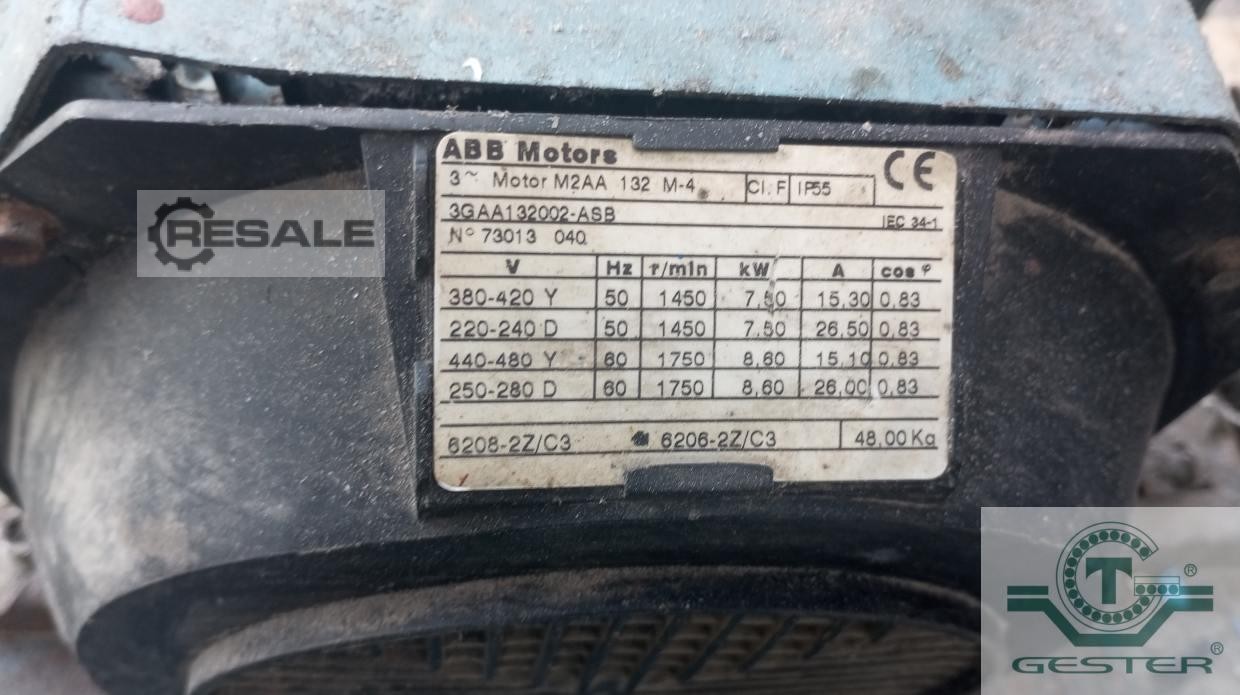 ABB Motors
CE
3~ Motor M2AA 132 M-4 Cl. F IP55
3GAA132002-ASB IEC 34-1
Nº 73013 040
V Hz r/min kW A cos φ
380-420 Y 50 1450 7,50 15,30 0,83
220-240 D 50 1450 7,50 26,50 0,83
440-480 Y 60 1750 8,60 15,10 0,83
250-280 D 60 1750 8,60 26,00 0,83
6208-2Z/C3 6206-2Z/C3 48,00 Kg
RESALE
CTG ®
GESTER ®